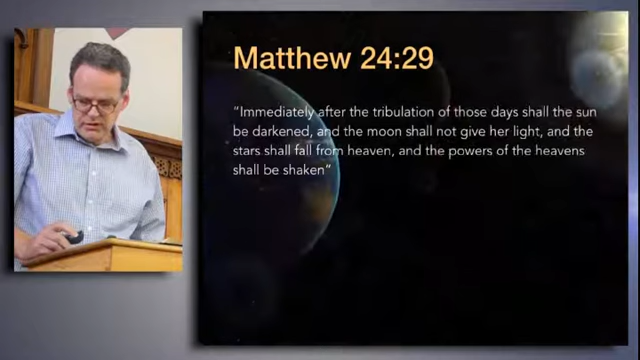 Matthew 24:29
“Immediately after the tribulation of those days shall the sun
be darkened, and the moon shall not give her light, and the
stars shall fall from heaven, and the powers of the heavens
shall be shaken”